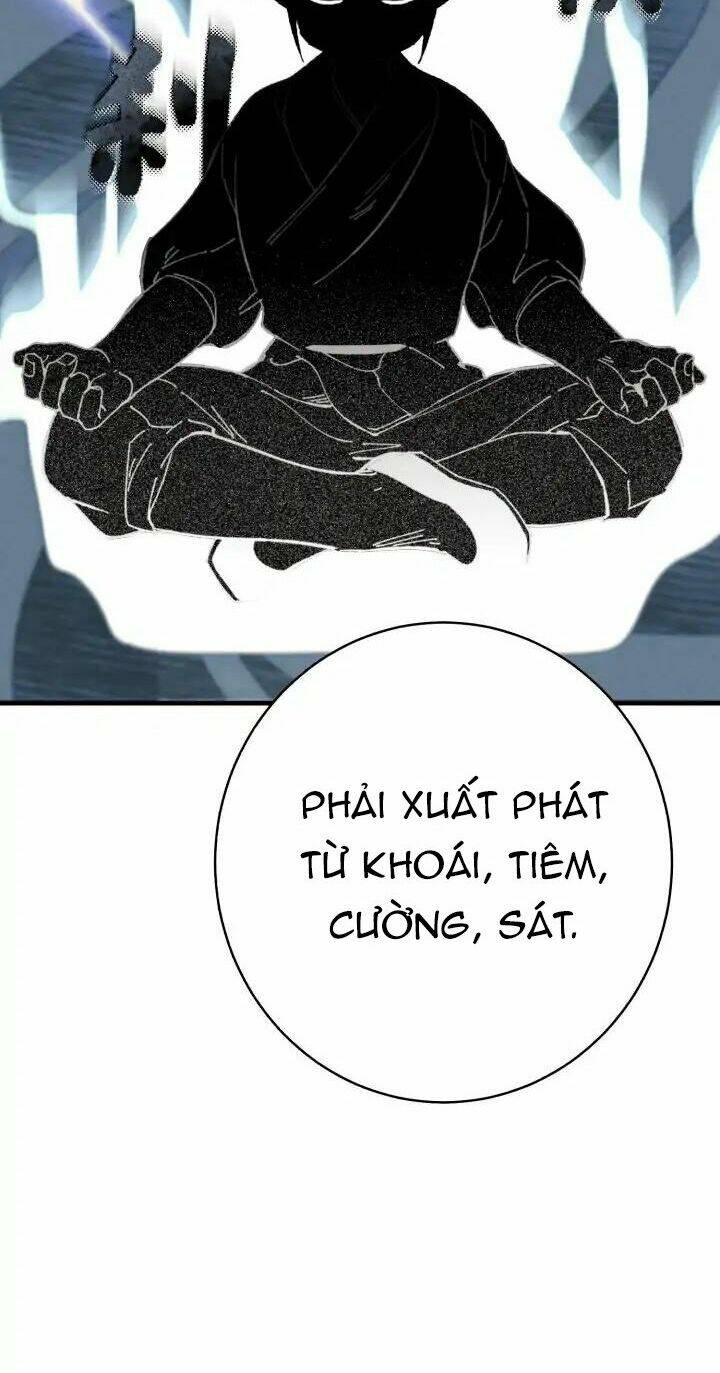 PHẢI XUẤT PHÁT
TỪ KHOÁI, TIÊM,
CƯỜNG, SÁT.